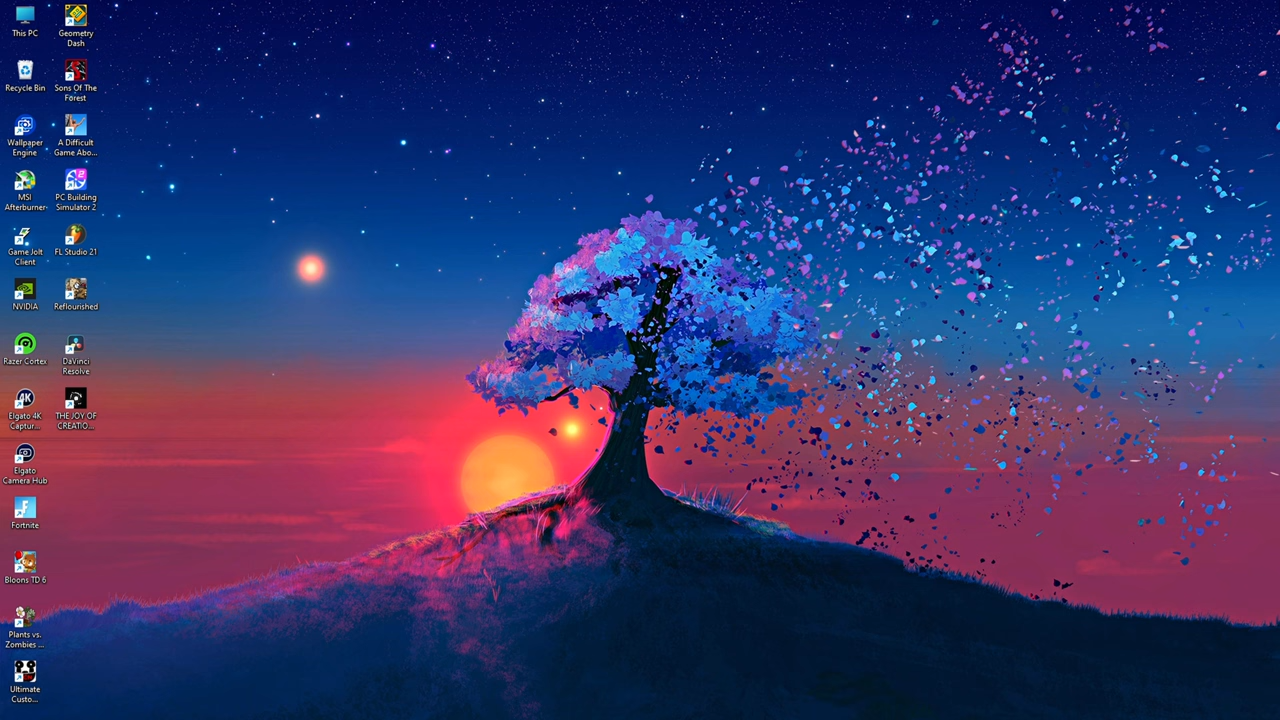 This PC
Recycle Bin
Wallpaper
Engine
MSI
Afterburner
Game Jolt
Client
NVIDIA
Razer Cortex
4K
Elgato 4K
Captur...
Elgato
Camera Hub
Fortnite
Bloons TD 6
Plants vs.
Zombies ...
Ultimate
Custo...
Geometry
Dash
Sons Of The
Forest
A Difficult
Game Abo...
2
PC Building
Simulator 2
FL Studio 21
Reflourished
DaVinci
Resolve
THE JOY OF
CREATIO...